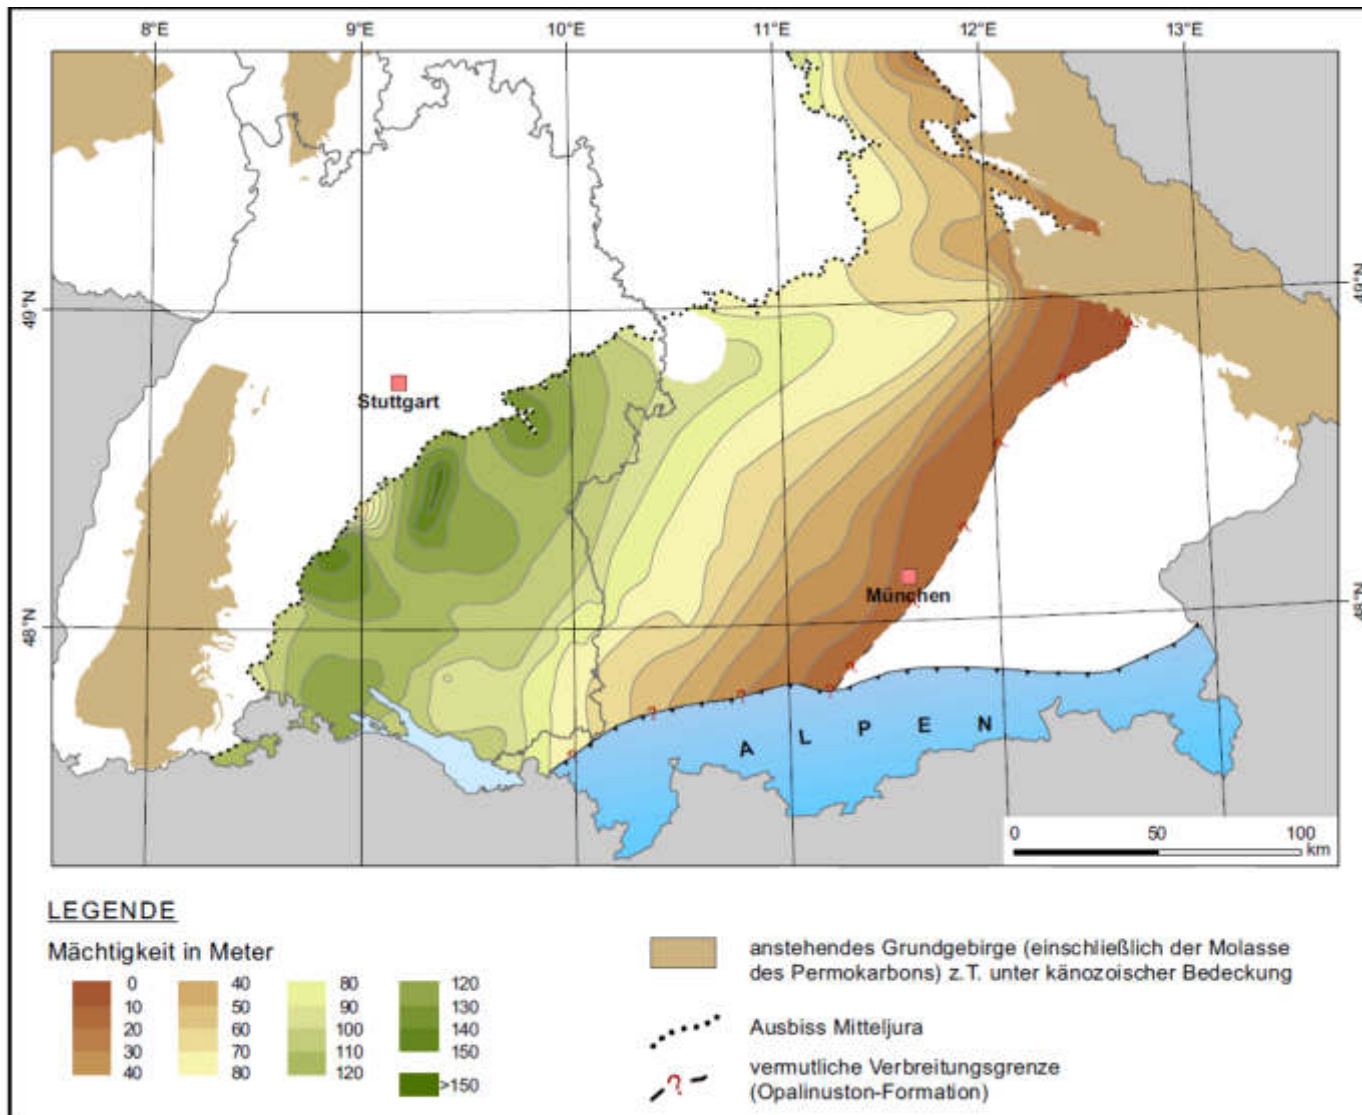 8°E 9°E 10°E 11°E 12°E 13°E
49°N 49°N
Stuttgart
München
48°N 48°N
A L P E N
0 50 100
km
LEGENDE
Mächtigkeit in Meter
0 40 80 120
10 50 90 130
20 60 100 140
30 70 110 150
40 80 120 >150
anstehendes Grundgebirge (einschließlich der Molasse
des Permokarbons) z.T. unter känozoischer Bedeckung
Ausbiss Mitteljura
vermutliche Verbreitungsgrenze
(Opalinuston-Formation)
? ? ? ? ? ? ? ? ? ?